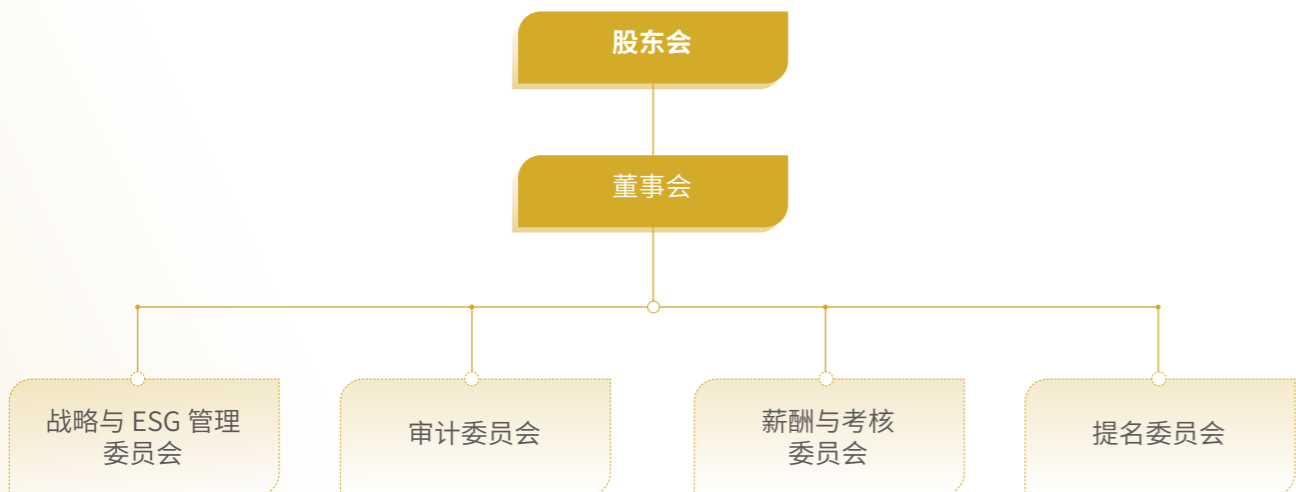 股东会
董事会
战略与 ESG 管理
委员会
审计委员会
薪酬与考核
委员会
提名委员会